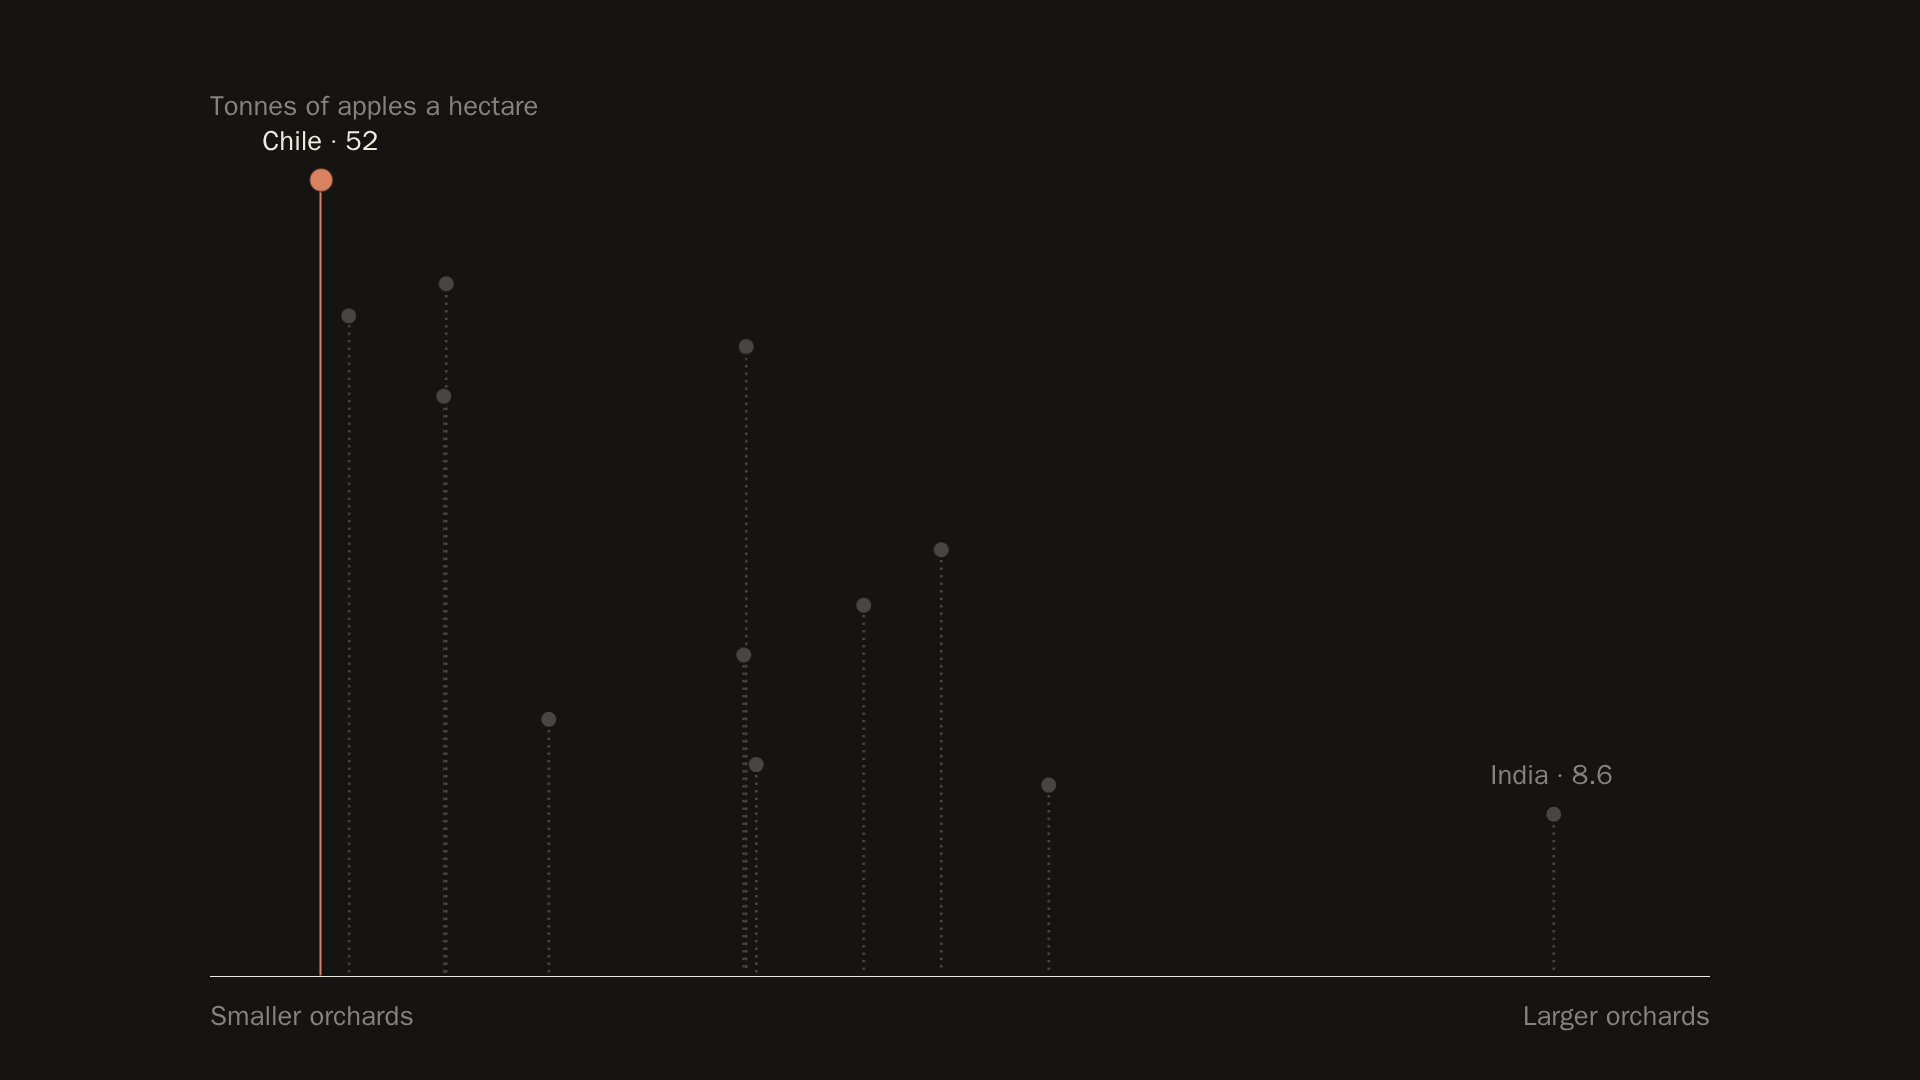 Tonnes of apples a hectare
Chile · 52
India · 8.6
Smaller orchards
Larger orchards